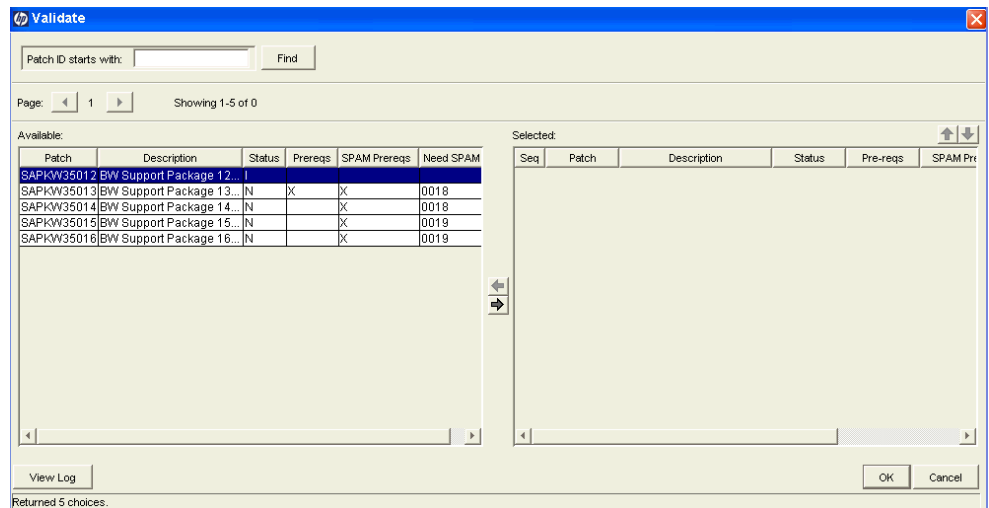 hp Validate
Patch ID starts with: Find
Page: 1 Showing 1-5 of 0
Available: Selected:
Patch Description Status Prereqs SPAM Prereqs Need SPAM Seq Patch Description Status Pre-reqs SPAM Pre
SAPKW35012 BW Support Package 12... I
SAPKW35013 BW Support Package 13... N X X 0018
SAPKW35014 BW Support Package 14... N X 0018
SAPKW35015 BW Support Package 15... N X 0019
SAPKW35016 BW Support Package 16... N X 0019
View Log OK Cancel
Returned 5 choices.